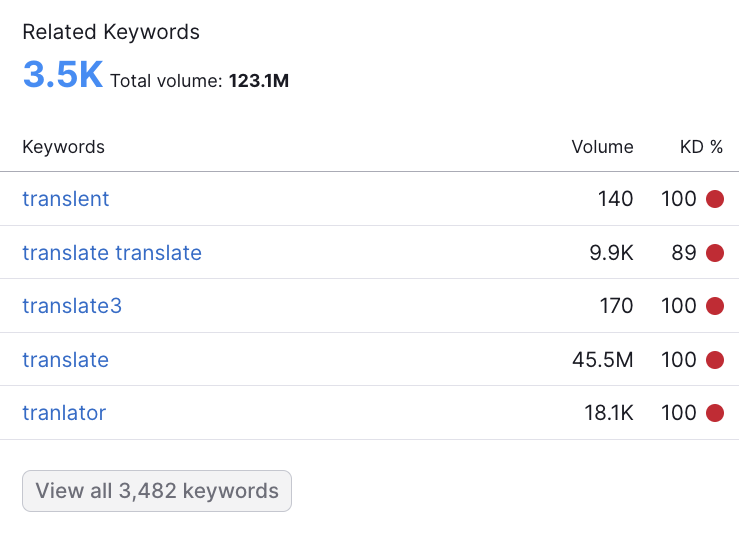 Related Keywords
3.5K Total volume: 123.1M
Keywords Volume KD %
translent 140 100
translate translate 9.9K 89
translate3 170 100
translate 45.5M 100
tranlator 18.1K 100
View all 3,482 keywords